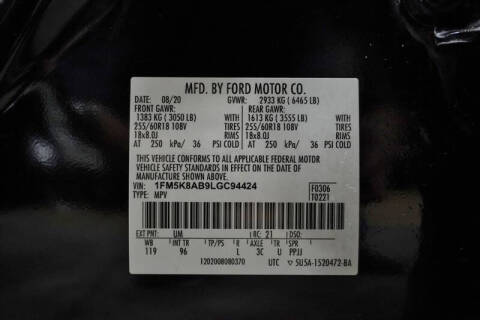 MFD. BY FORD MOTOR CO.
DATE: 08/20 GVWR: 2933 KG ( 6465 LB)
FRONT GAWR: REAR GAWR:
1383 KG ( 3050 LB) WITH 1613 KG ( 3555 LB) WITH
255/60R18 108V TIRES 255/60R18 108V TIRES
18x8.0J RIMS 18x8.0J RIMS
AT 250 kPa/ 36 PSI COLD AT 250 kPa/ 36 PSI COLD
THIS VEHICLE CONFORMS TO ALL APPLICABLE FEDERAL MOTOR
VEHICLE SAFETY STANDARDS IN EFFECT ON THE DATE OF
MANUFACTURE SHOWN ABOVE.
VIN: 1FM5K8AB9LGC94424 F0306
TYPE: MPV T0221
EXT PNT: UM RC: 21 DSO:
WB INT TR TP/PS R AXLE TR SPR
119 96 1 3C U PPJJ
1202008080370 UTC 5U5A-1520472-BA